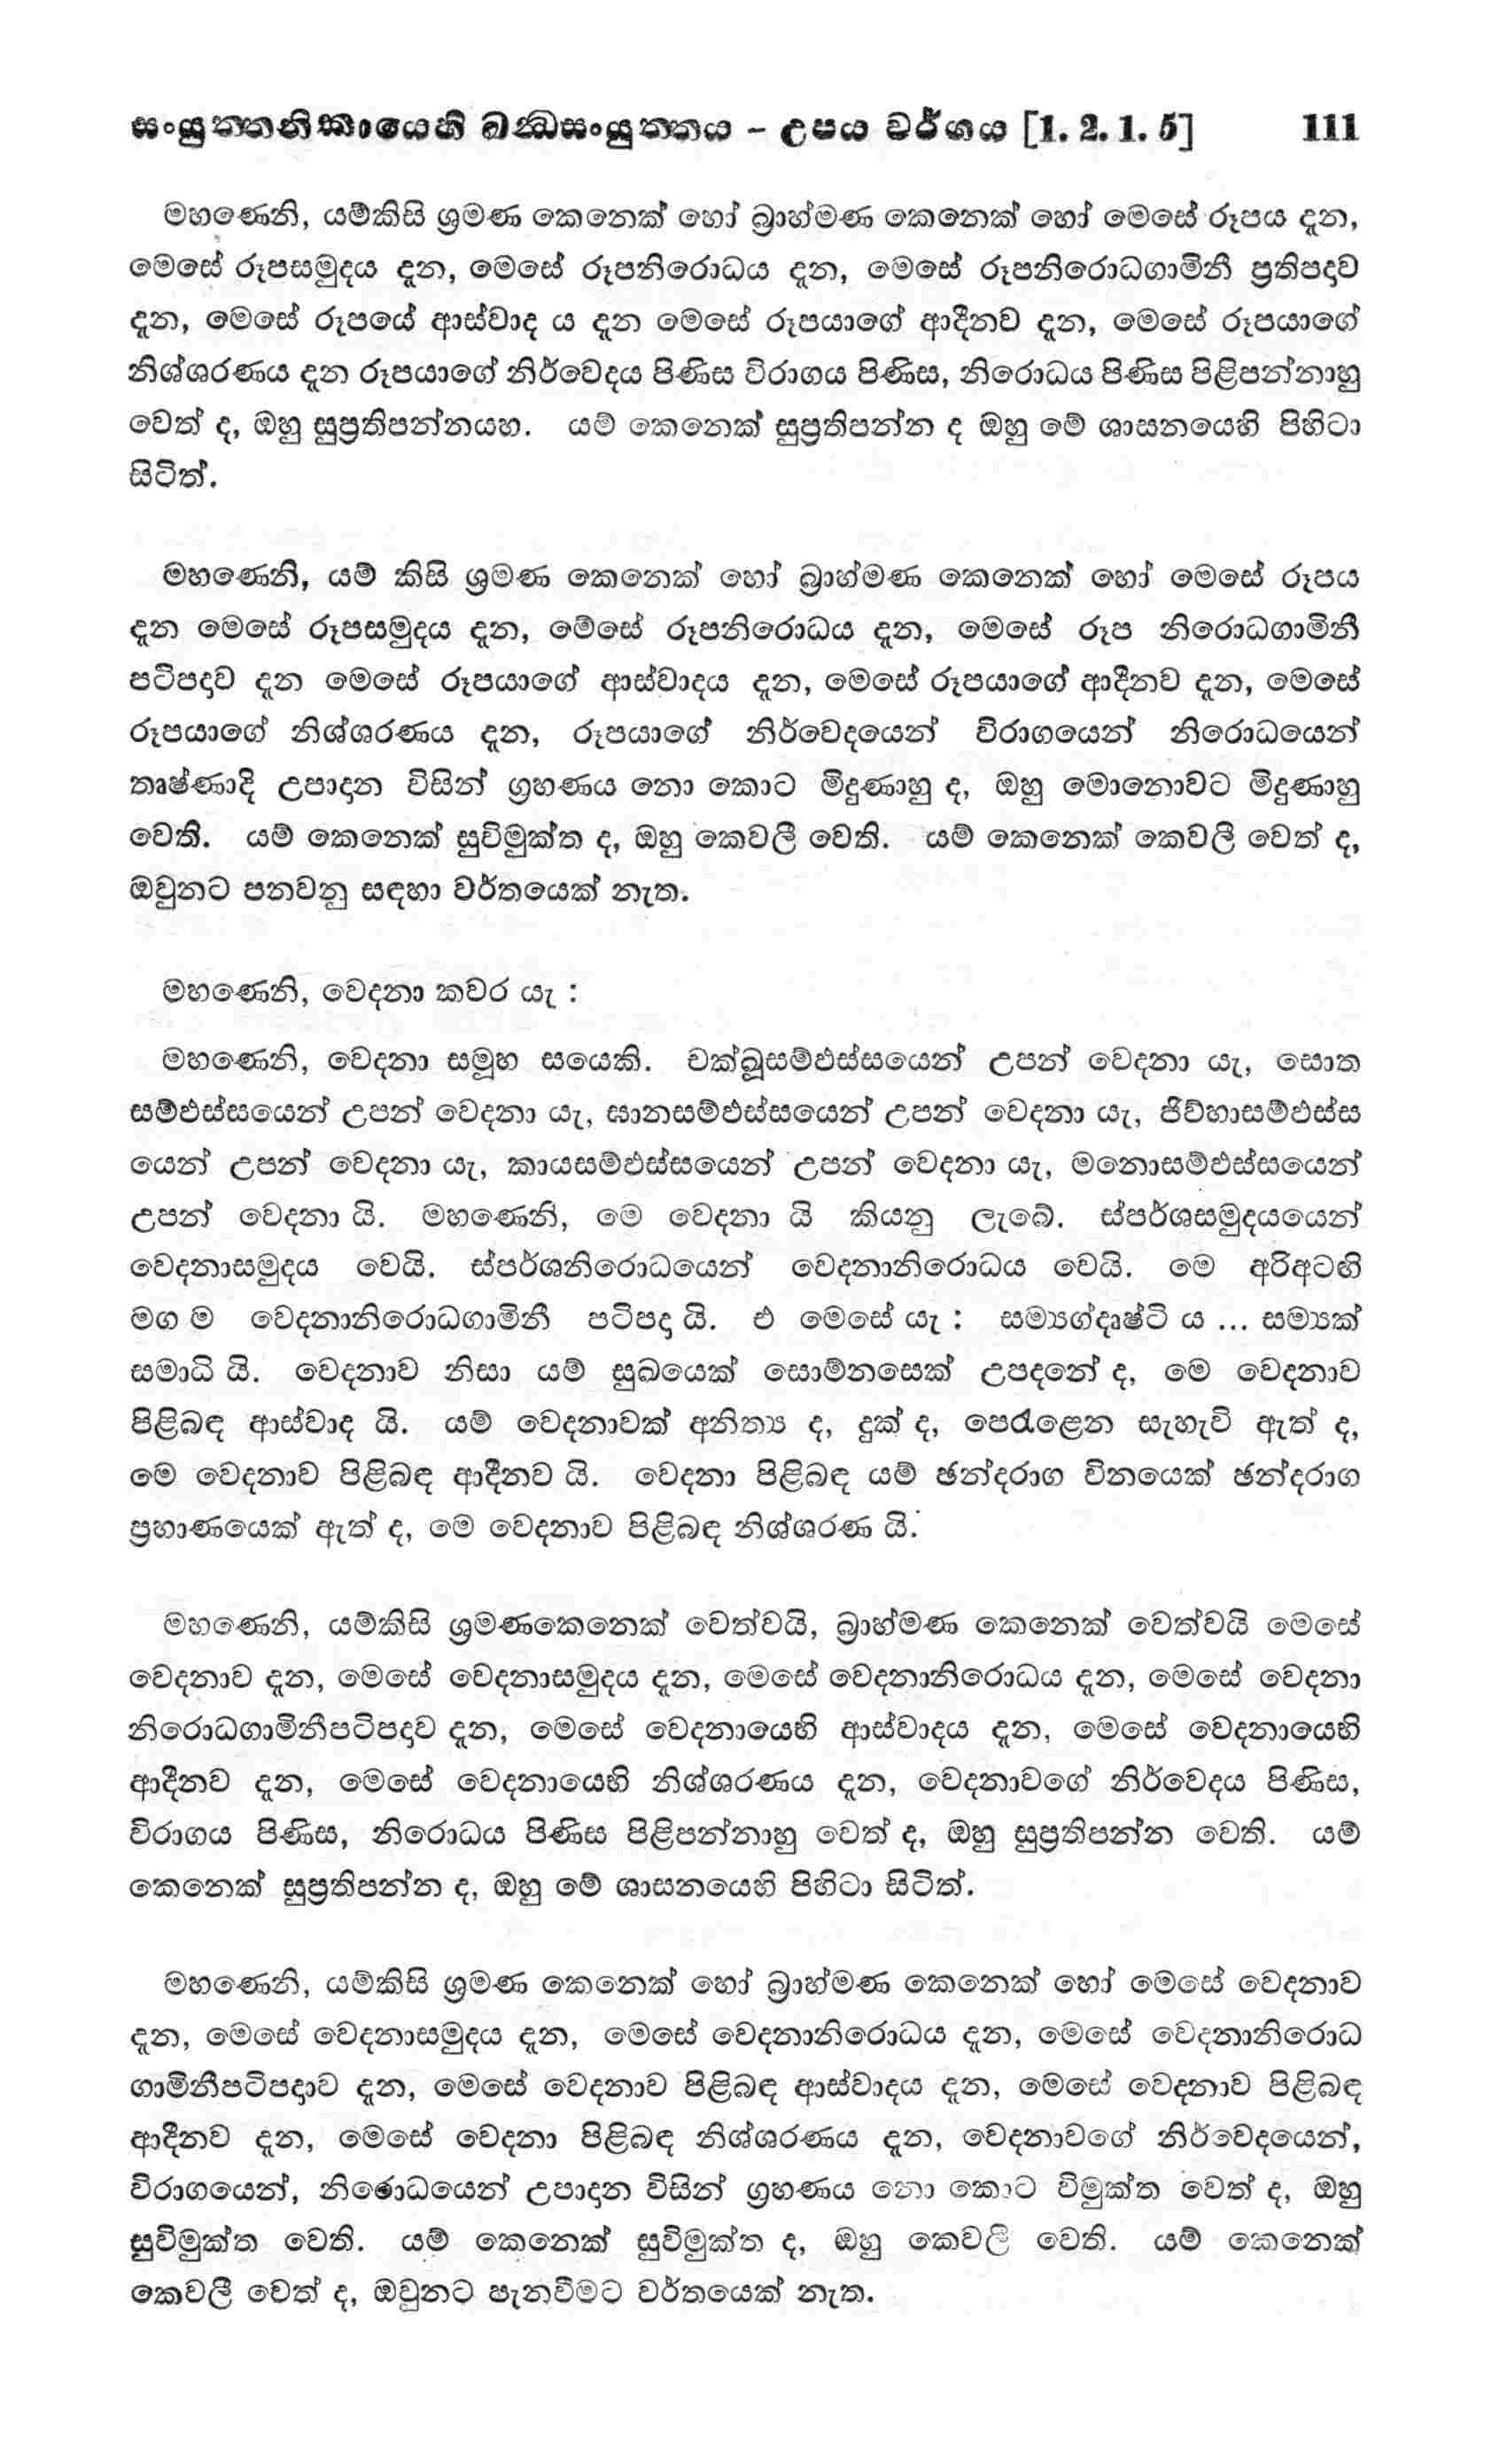 සංයුත්තනිකායෙහි ඛන්ධසංයුත්තය - උපය වර්ගය [1. 2. 1. 5] 111
මහණෙනි, යම්කිසි ශ්‍රමණ කෙනෙක් හෝ බ්‍රාහ්මණ කෙනෙක් හෝ මෙසේ රූපය දැන,
මෙසේ රූපසමුදය දැන, මෙසේ රූපනිරොධය දැන, මෙසේ රූපනිරොධගාමිනී ප්‍රතිපදාව
දැන, මෙසේ රූපයේ ආස්වාද ය දැන මෙසේ රූපයාගේ ආදීනව දැන, මෙසේ රූපයාගේ
නිශ්ශරණය දැන රූපයාගේ නිර්වෙදය පිණිස විරාගය පිණිස, නිරොධය පිණිස පිළිපන්නාහු
වෙත් ද, ඔහු සුප්‍රතිපන්නයහ. යම් කෙනෙක් සුප්‍රතිපන්න ද ඔහු මේ ශාසනයෙහි පිහිටා
සිටිත්.
මහණෙනි, යම් කිසි ශ්‍රමණ කෙනෙක් හෝ බ්‍රාහ්මණ කෙනෙක් හෝ මෙසේ රූපය
දැන මෙසේ රූපසමුදය දැන, මේසේ රූපනිරොධය දැන, මෙසේ රූප නිරොධගාමිනී
පටිපදාව දැන මෙසේ රූපයාගේ ආස්වාදය දැන, මෙසේ රූපයාගේ ආදීනව දැන, මෙසේ
රූපයාගේ නිශ්ශරණය දැන, රූපයාගේ නිර්වෙදයෙන් විරාගයෙන් නිරොධයෙන්
තෘෂ්ණාදි උපාදාන විසින් ග්‍රහණය නො කොට මිදුණාහු ද, ඔහු මොනොවට මිදුණාහු
වෙති. යම් කෙනෙක් සුවිමුක්ත ද, ඔහු කෙවලී වෙති. යම් කෙනෙක් කෙවලී වෙත් ද,
ඔවුනට පනවනු සඳහා වර්තයෙක් නැත.
මහණෙනි, වෙදනා කවර යැ :
මහණෙනි, වෙදනා සමූහ සයෙකි. චක්ඛූසම්ඵස්සයෙන් උපන් වෙදනා යැ, සොත
සම්ඵස්සයෙන් උපන් වෙදනා යැ, ඝානසම්ඵස්සයෙන් උපන් වෙදනා යැ, ජිව්හාසම්ඵස්ස
යෙන් උපන් වෙදනා යැ, කායසම්ඵස්සයෙන් උපන් වෙදනා යැ, මනොසම්ඵස්සයෙන්
උපන් වෙදනා යි. මහණෙනි, මෙ වෙදනා යි කියනු ලැබේ. ස්පර්ශසමුදයයෙන්
වෙදනාසමුදය වෙයි. ස්පර්ශනිරොධයෙන් වෙදනානිරොධය වෙයි. මෙ අරිඅටඟි
මග ම වෙදනානිරොධගාමිනී පටිපදා යි. එ මෙසේ යැ : සම්‍යග්දෘෂ්ටි ය ... සම්‍යක්
සමාධි යි. වෙදනාව නිසා යම් සුඛයෙක් සොම්නසෙක් උපදනේ ද, මෙ වෙදනාව
පිළිබඳ ආස්වාද යි. යම් වෙදනාවක් අනිත්‍ය ද, දුක් ද, පෙරැළෙන සැහැවි ඇත් ද,
මෙ වෙදනාව පිළිබඳ ආදීනව යි. වෙදනා පිළිබඳ යම් ඡන්දරාග විනයෙක් ඡන්දරාග
ප්‍රහාණයෙක් ඇත් ද, මෙ වෙදනාව පිළිබඳ නිශ්ශරණ යි.
මහණෙනි, යම්කිසි ශ්‍රමණකෙනෙක් වෙත්වයි, බ්‍රාහ්මණ කෙනෙක් වෙත්වයි මෙසේ
වෙදනාව දැන, මෙසේ වෙදනාසමුදය දැන, මෙසේ වෙදනානිරොධය දැන, මෙසේ වෙදනා
නිරොධගාමිනීපටිපදාව දැන, මෙසේ වෙදනායෙහි ආස්වාදය දැන, මෙසේ වෙදනායෙහි
ආදීනව දැන, මෙසේ වෙදනායෙහි නිශ්ශරණය දැන, වෙදනාවගේ නිර්වෙදය පිණිස,
විරාගය පිණිස, නිරොධය පිණිස පිළිපන්නාහු වෙත් ද, ඔහු සුප්‍රතිපන්න වෙති. යම්
කෙනෙක් සුප්‍රතිපන්න ද, ඔහු මේ ශාසනයෙහි පිහිටා සිටිත්.
මහණෙනි, යම්කිසි ශ්‍රමණ කෙනෙක් හෝ බ්‍රාහ්මණ කෙනෙක් හෝ මෙසේ වෙදනාව
දැන, මෙසේ වෙදනාසමුදය දැන, මෙසේ වෙදනානිරොධය දැන, මෙසේ වෙදනානිරොධ
ගාමිනීපටිපදාව දැන, මෙසේ වෙදනාව පිළිබඳ ආස්වාදය දැන, මෙසේ වෙදනාව පිළිබඳ
ආදීනව දැන, මෙසේ වෙදනා පිළිබඳ නිශ්ශරණය දැන, වෙදනාවගේ නිර්වෙදයෙන්,
විරාගයෙන්, නිරොධයෙන් උපාදාන විසින් ග්‍රහණය නො කොට විමුක්ත වෙත් ද, ඔහු
සුවිමුක්ත වෙති. යම් කෙනෙක් සුවිමුක්ත ද, ඔහු කෙවලි වෙති. යම් කෙනෙක්
කෙවලී වෙත් ද, ඔවුනට පැනවීමට වර්තයෙක් නැත.